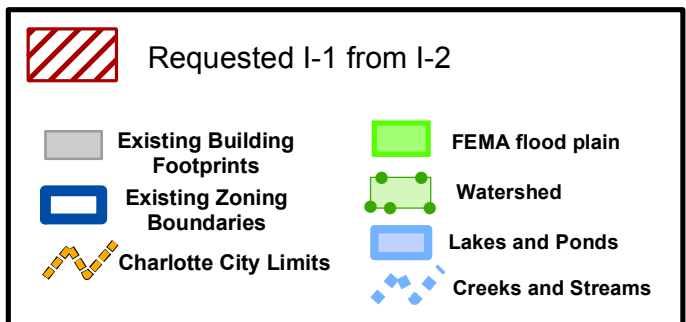 Requested I-1 from I-2
Existing Building
Footprints
Existing Zoning
Boundaries
Charlotte City Limits
FEMA flood plain
Watershed
Lakes and Ponds
Creeks and Streams